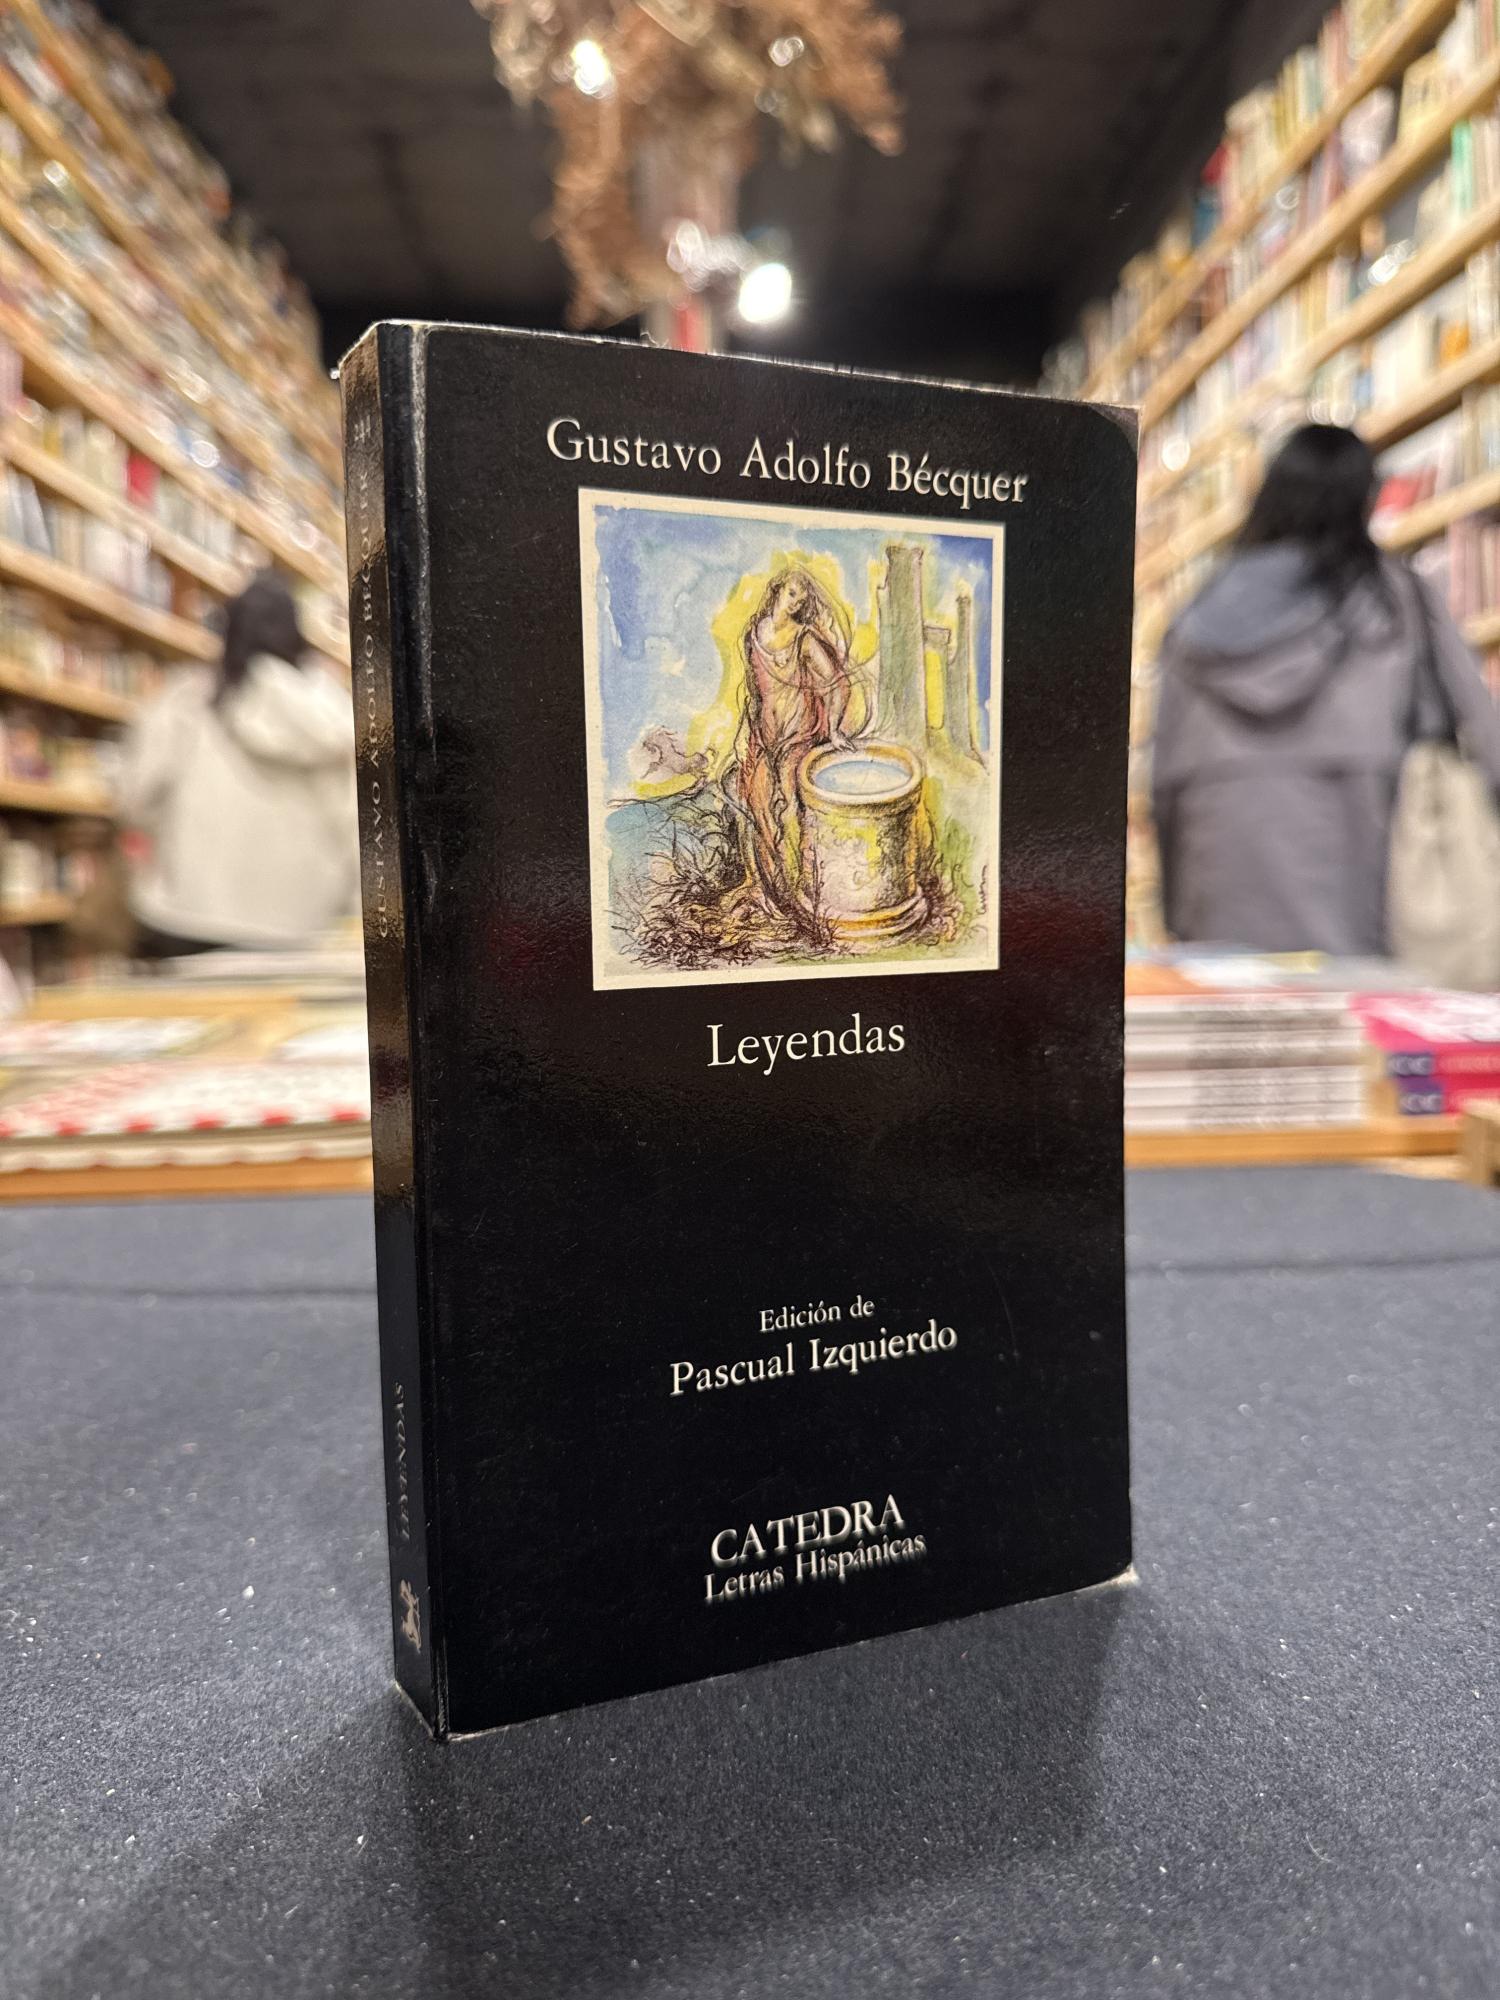 Gustavo Adolfo Bécquer
Leyendas
Edición de
Pascual Izquierdo
CATEDRA
Letras Hispánicas
GUSTAVO ADOLFO BÉCQUER
LEYENDAS